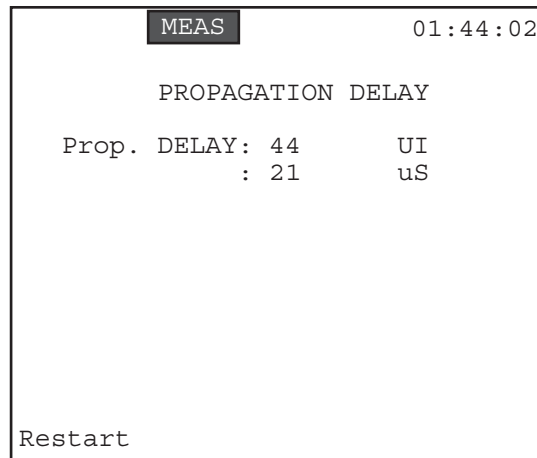 MEAS 01:44:02
PROPAGATION DELAY
Prop. DELAY: 44 UI
: 21 uS
Restart